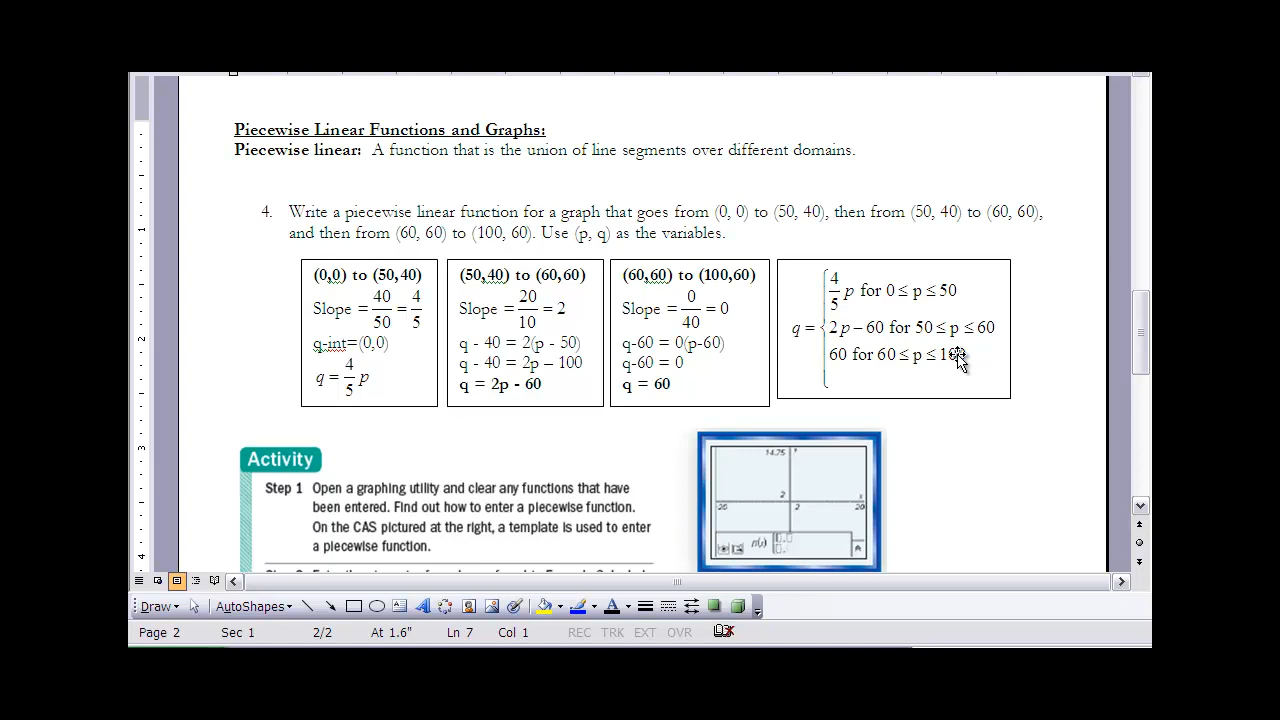 Piecewise Linear Functions and Graphs:
Piecewise linear: A function that is the union of line segments over different domains.
4. Write a piecewise linear function for a graph that goes from (0, 0) to (50, 40), then from (50, 40) to (60, 60),
and then from (60, 60) to (100, 60). Use (p, q) as the variables.
(0,0) to (50,40)
Slope = 40/50 = 4/5
q-int=(0,0)
q = 4/5 p
(50,40) to (60,60)
Slope = 20/10 = 2
q - 40 = 2(p - 50)
q - 40 = 2p – 100
q = 2p - 60
(60,60) to (100,60)
Slope = 0/40 = 0
q-60 = 0(p-60)
q-60 = 0
q = 60
q = { 4/5 p for 0 ≤ p ≤ 50
2p – 60 for 50 ≤ p ≤ 60
60 for 60 ≤ p ≤ 100
Activity
Step 1 Open a graphing utility and clear any functions that have
been entered. Find out how to enter a piecewise function.
On the CAS pictured at the right, a template is used to enter
a piecewise function.
14.75 y
2
-20 2 x 20
Draw AutoShapes
Page 2 Sec 1 2/2 At 1.6" Ln 7 Col 1 REC TRK EXT OVR